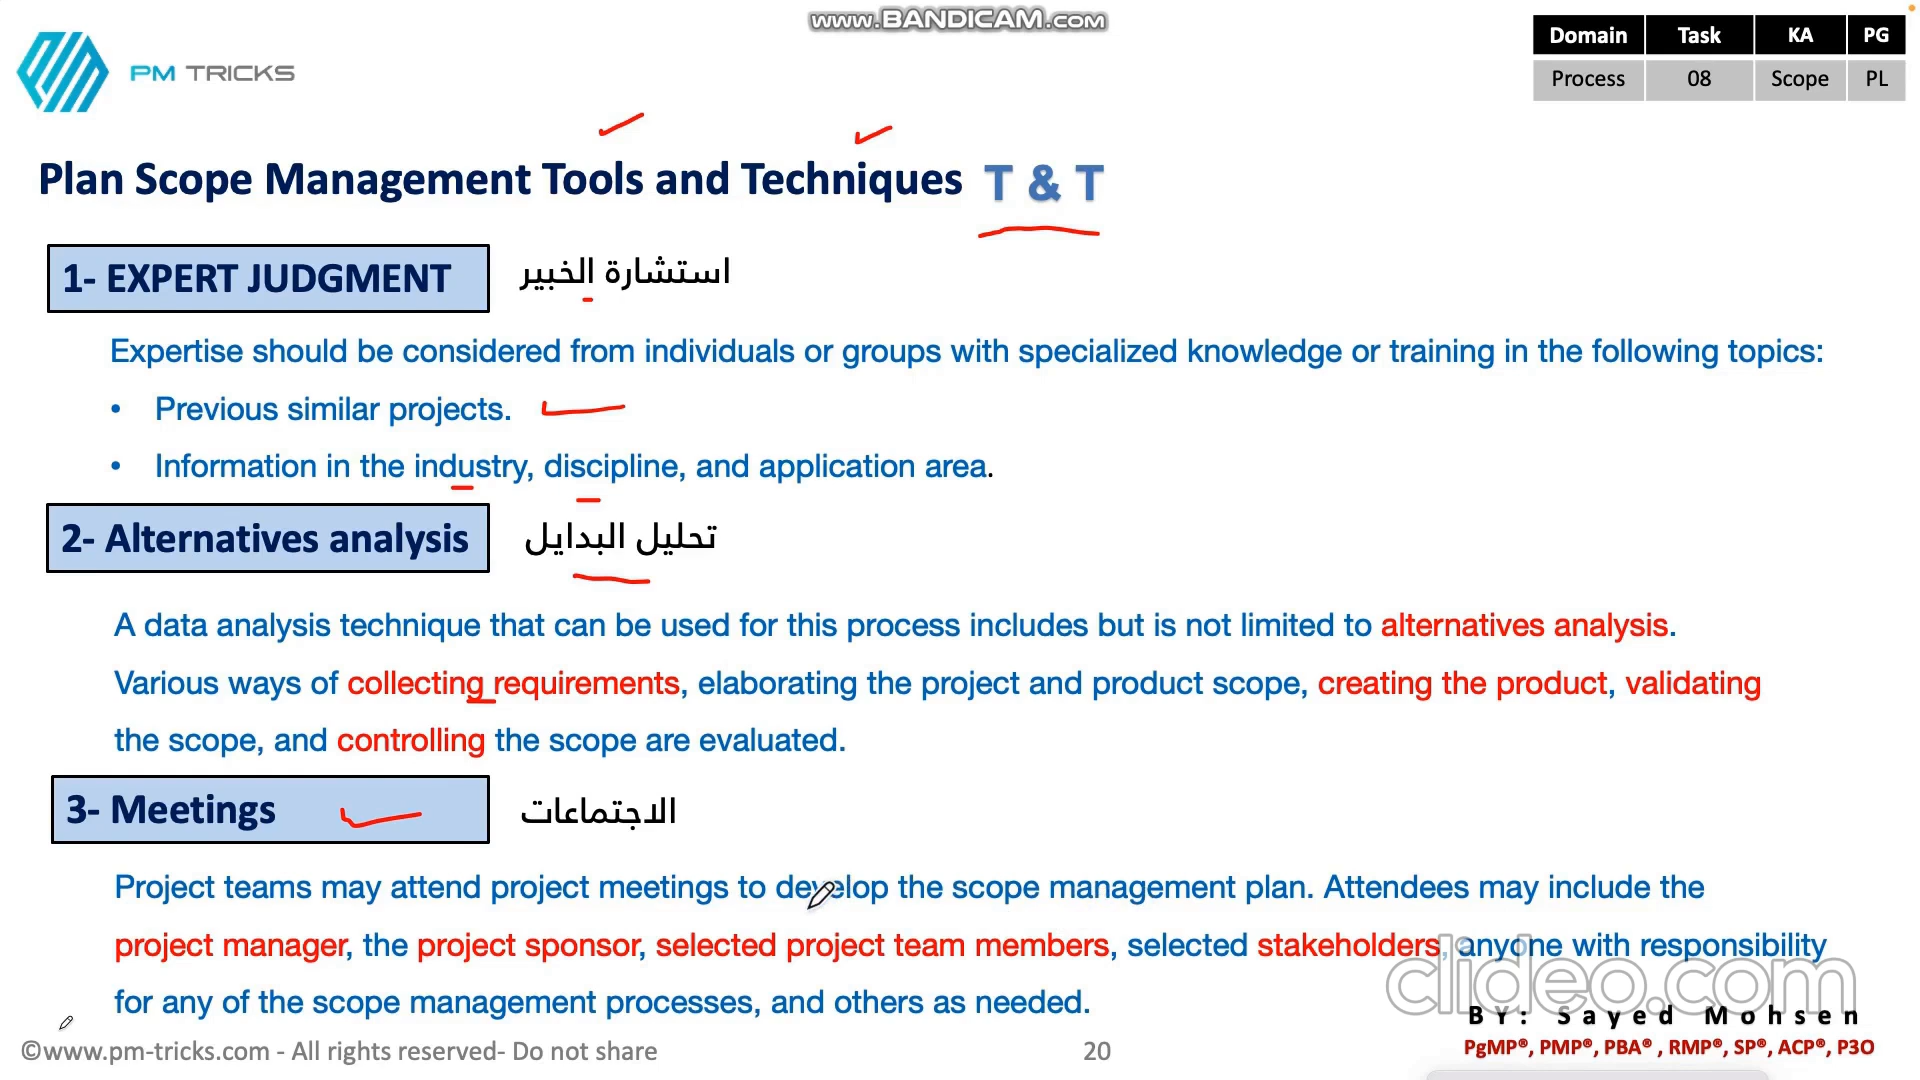 www.BANDICAM.com
PM TRICKS
Domain Task KA PG
Process 08 Scope PL
Plan Scope Management Tools and Techniques T & T
1- EXPERT JUDGMENT استشارة الخبير
Expertise should be considered from individuals or groups with specialized knowledge or training in the following topics:
• Previous similar projects.
• Information in the industry, discipline, and application area.
2- Alternatives analysis تحليل البدايل
A data analysis technique that can be used for this process includes but is not limited to alternatives analysis.
Various ways of collecting requirements, elaborating the project and product scope, creating the product, validating
the scope, and controlling the scope are evaluated.
3- Meetings الاجتماعات
Project teams may attend project meetings to develop the scope management plan. Attendees may include the
project manager, the project sponsor, selected project team members, selected stakeholders, anyone with responsibility
for any of the scope management processes, and others as needed.
clideo.com
BY: Sayed Mohsen
©www.pm-tricks.com - All rights reserved- Do not share 20 PgMP®, PMP®, PBA® , RMP®, SP®, ACP®, P3O